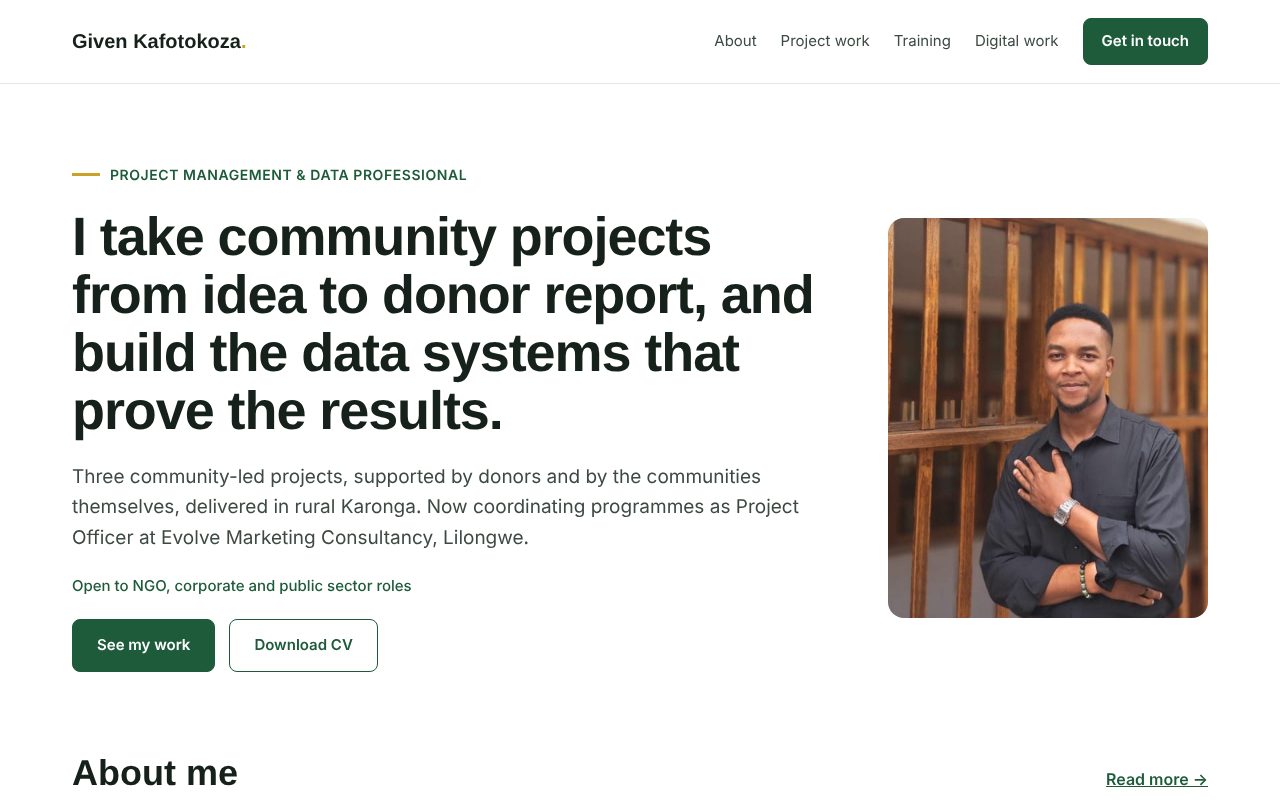 Given Kafotokoza.
About
Project work
Training
Digital work
Get in touch
PROJECT MANAGEMENT & DATA PROFESSIONAL
I take community projects
from idea to donor report, and
build the data systems that
prove the results.
Three community-led projects, supported by donors and by the communities
themselves, delivered in rural Karonga. Now coordinating programmes as Project
Officer at Evolve Marketing Consultancy, Lilongwe.
Open to NGO, corporate and public sector roles
See my work
Download CV
About me
Read more →